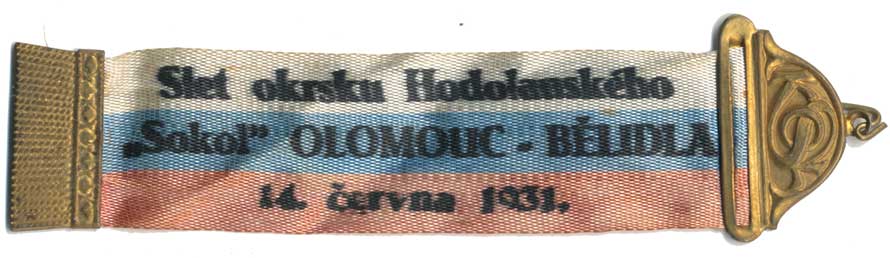 Slet okrsku Hodolanského
„Sokol" OLOMOUC - BĚLIDLA
14. června 1931.